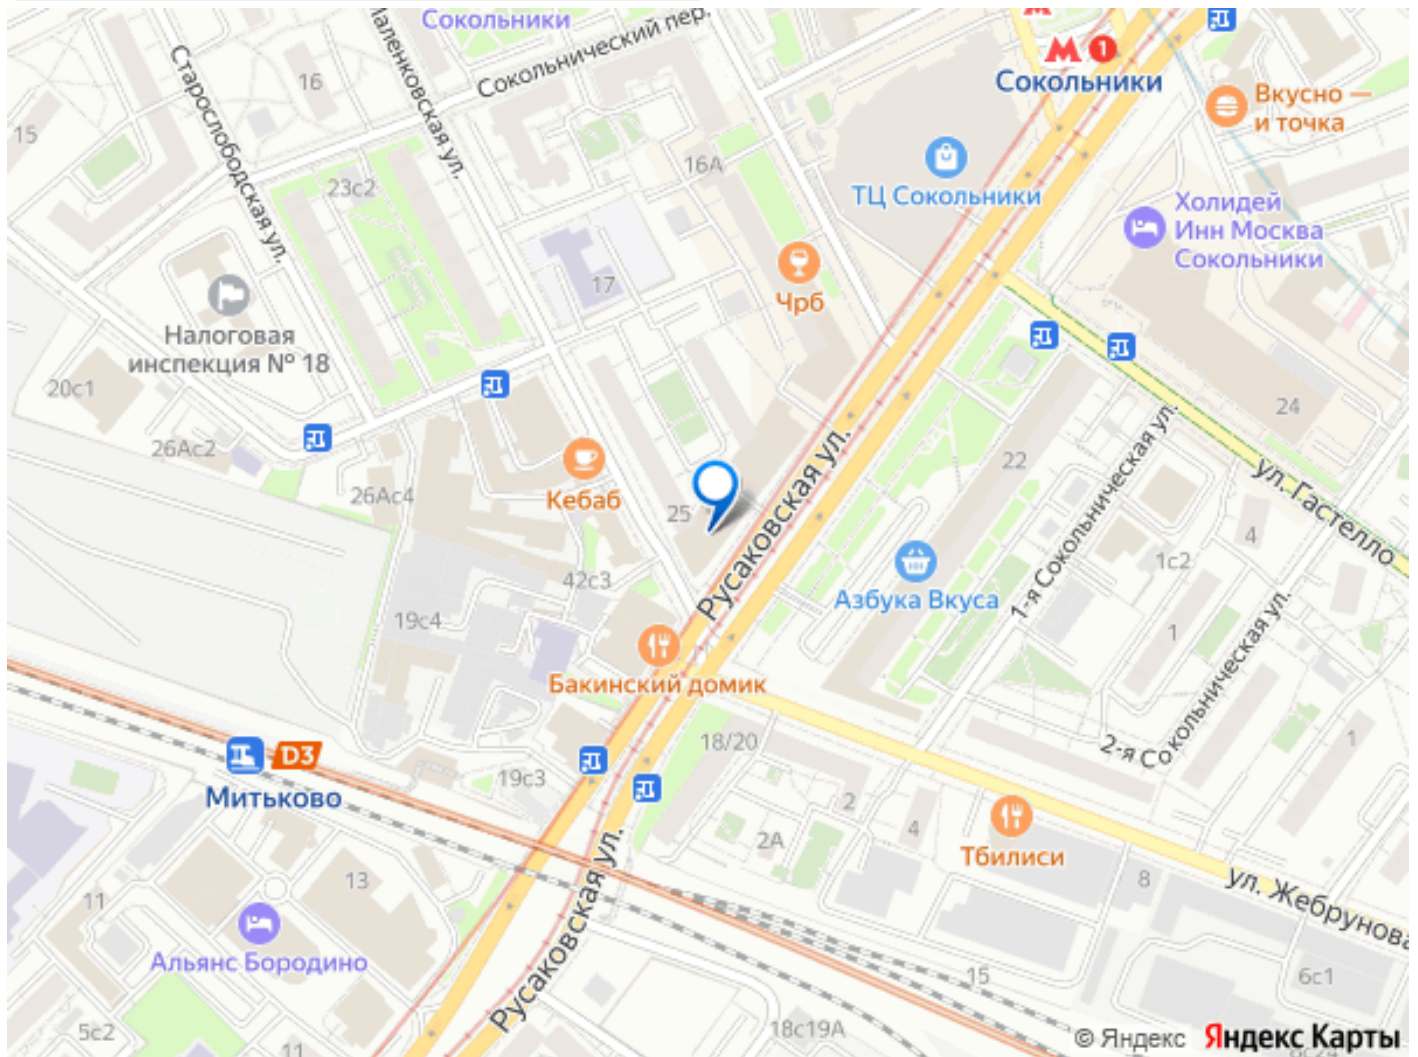 Сокольники
Сокольнический пер.
Маленковская ул.
Старослободская ул.
16
15
23с2
16А
17
1
Сокольники
Вкусно —
и точка
ТЦ Сокольники
Холидей
Инн Москва
Сокольники
Чрб
Налоговая
инспекция № 18
20с1
26Ас2
26Ас4
Кебаб
25
Русаковская ул.
24
22
ул. Гастелло
1-я Сокольническая ул.
4
1с2
1
Азбука Вкуса
42с3
19с4
Бакинский домик
2-я Сокольническая ул.
1
18/20
D3
Митьково
19с3
2
4
2А
Тбилиси
8
ул. Жебрунова
13
11
Альянс Бородино
Русаковская ул.
15
6с1
5с2
11
18с19А
© Яндекс Яндекс Карты